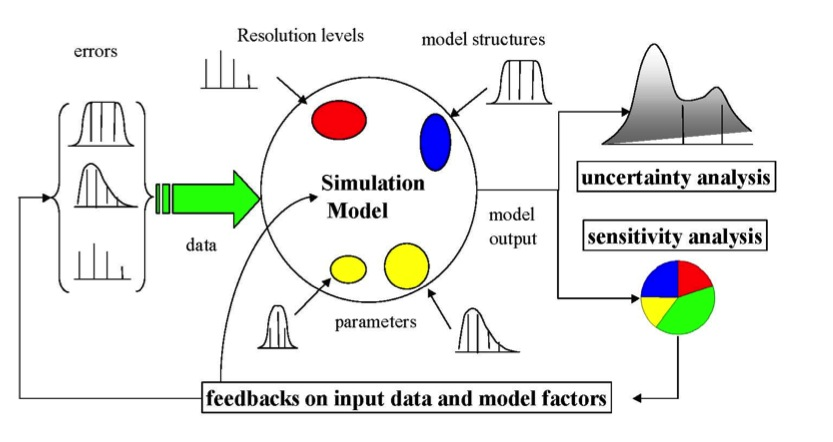 errors
Resolution levels
model structures
Simulation
Model
data
parameters
model
output
uncertainty analysis
sensitivity analysis
feedbacks on input data and model factors